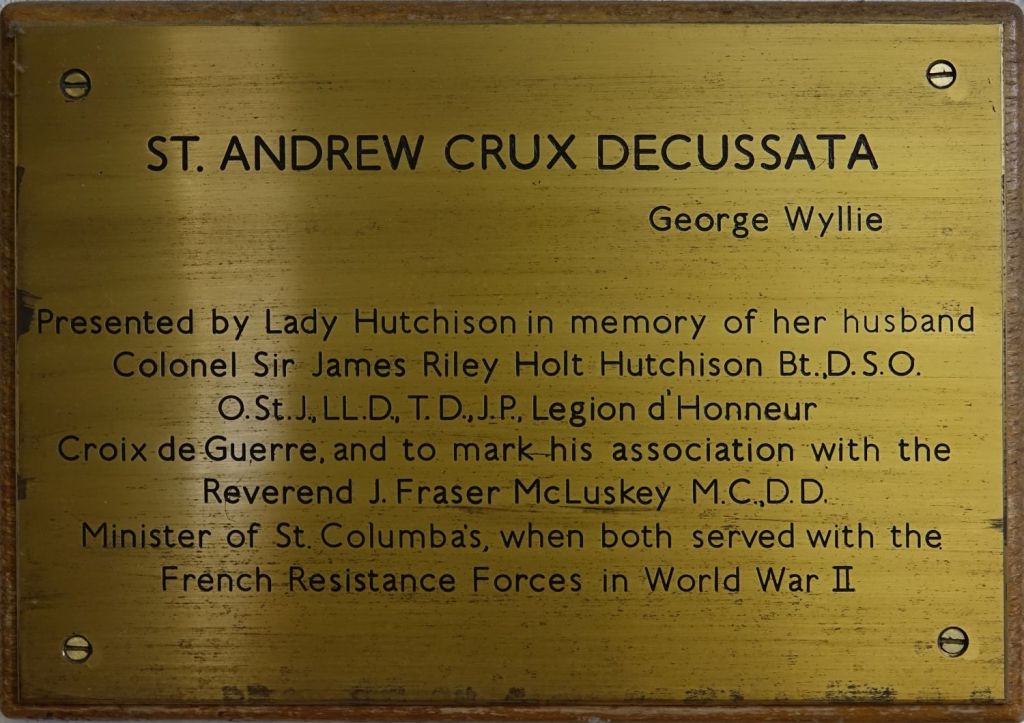 ST. ANDREW CRUX DECUSSATA
George Wyllie
Presented by Lady Hutchison in memory of her husband
Colonel Sir James Riley Holt Hutchison Bt., D.S.O.
O.St.J., LL.D., T.D., J.P., Legion d'Honneur
Croix de Guerre, and to mark his association with the
Reverend J. Fraser McLuskey M.C., D.D.
Minister of St. Columba's, when both served with the
French Resistance Forces in World War II